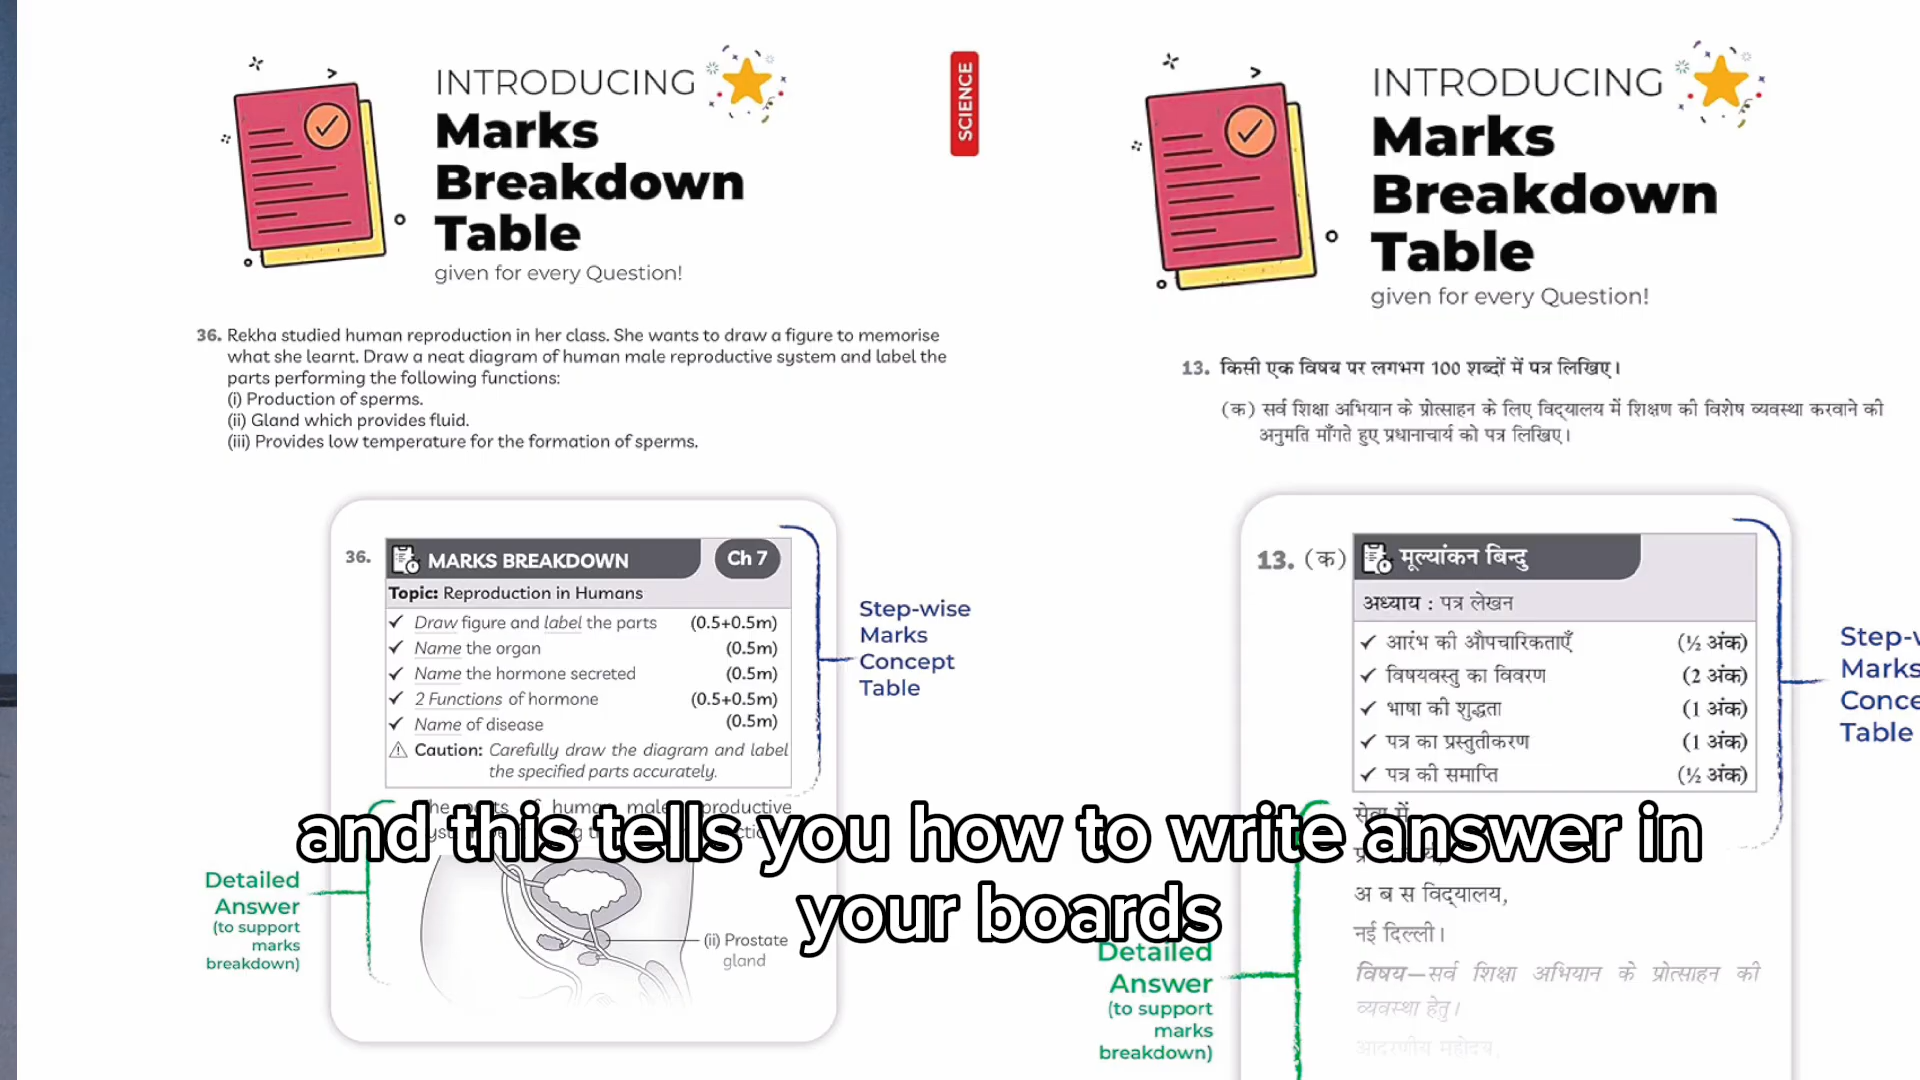 INTRODUCING
Marks
Breakdown
Table
given for every Question!
36. Rekha studied human reproduction in her class. She wants to draw a figure to memorise
what she learnt. Draw a neat diagram of human male reproductive system and label the
parts performing the following functions:
(i) Production of sperms.
(ii) Gland which provides fluid.
(iii) Provides low temperature for the formation of sperms.
36. MARKS BREAKDOWN Ch 7
Topic: Reproduction in Humans
✓ Draw figure and label the parts (0.5+0.5m)
✓ Name the organ (0.5m)
✓ Name the hormone secreted (0.5m)
✓ 2 Functions of hormone (0.5+0.5m)
✓ Name of disease (0.5m)
⚠ Caution: Carefully draw the diagram and label
the specified parts accurately.
Step-wise
Marks
Concept
Table
of human
Detailed
Answer
(to support
marks
breakdown)
(ii) Prostate
gland
SCIENCE
INTRODUCING
Marks
Breakdown
Table
given for every Question!
13. किसी एक विषय पर लगभग 100 शब्दों में पत्र लिखिए।
(क) सर्व शिक्षा अभियान के प्रोत्साहन के लिए विद्यालय में शिक्षण की विशेष व्यवस्था करवाने की
अनुमति माँगते हुए प्रधानाचार्य को पत्र लिखिए।
13. (क) मूल्यांकन बिन्दु
अध्याय : पत्र लेखन
✓ आरंभ की औपचारिकताएँ (½ अंक)
✓ विषयवस्तु का विवरण (2 अंक)
✓ भाषा की शुद्धता (1 अंक)
✓ पत्र का प्रस्तुतीकरण (1 अंक)
✓ पत्र की समाप्ति (½ अंक)
Marks
Table
सेवा में
अ ब स विद्यालय,
नई दिल्ली।
विषय—सर्व शिक्षा अभियान के प्रोत्साहन की
व्यवस्था हेतु।
आदरणीय महोदय,
Detailed
Answer
(to support
marks
breakdown)
and this tells you how to write answer in
your boards